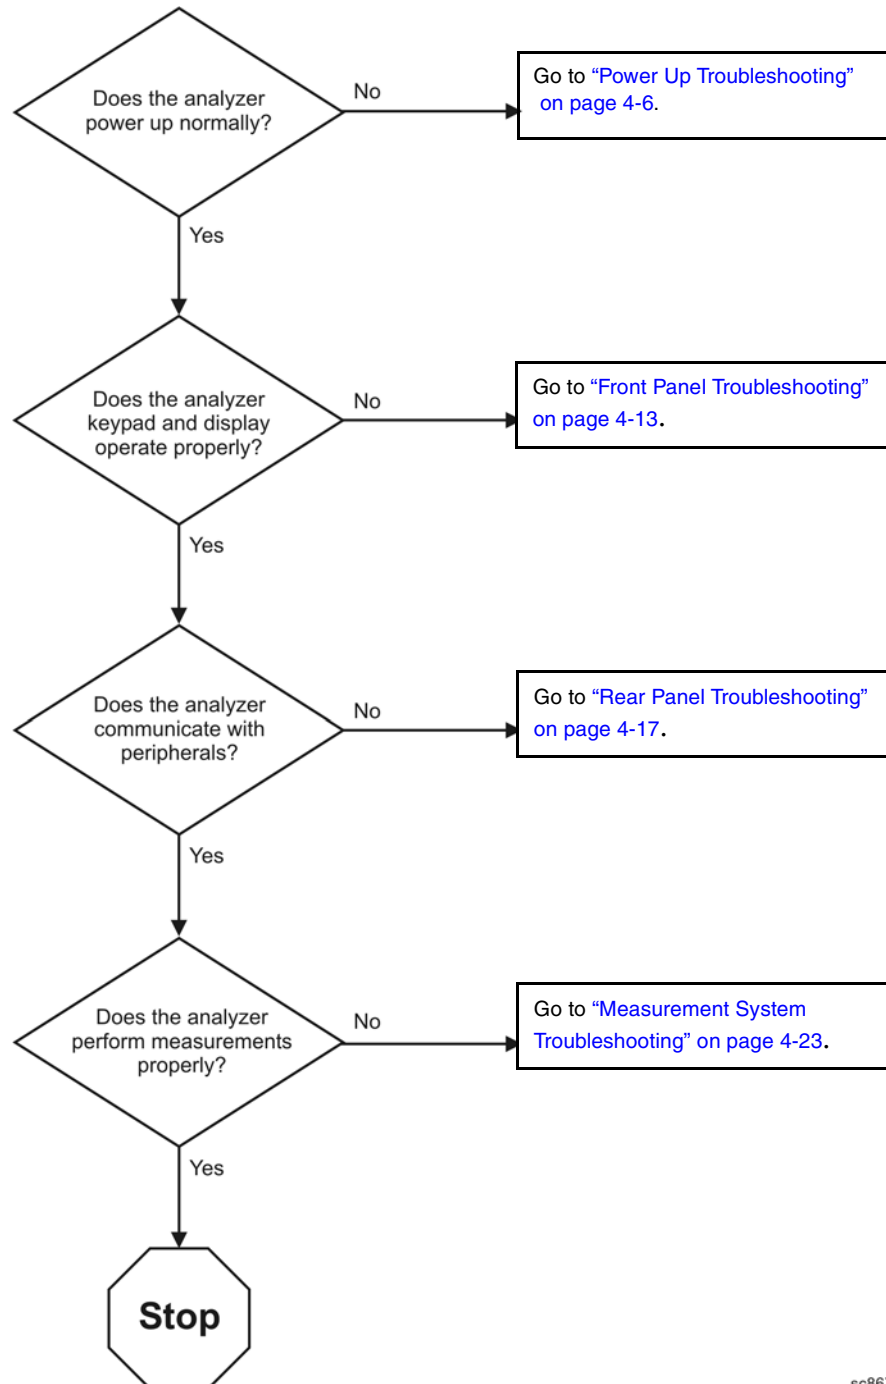 Does the analyzer
power up normally?
No
Go to “Power Up Troubleshooting”
on page 4-6.
Yes
Does the analyzer
keypad and display
operate properly?
No
Go to “Front Panel Troubleshooting”
on page 4-13.
Yes
Does the analyzer
communicate with
peripherals?
No
Go to “Rear Panel Troubleshooting”
on page 4-17.
Yes
Does the analyzer
perform measurements
properly?
No
Go to “Measurement System
Troubleshooting” on page 4-23.
Yes
Stop